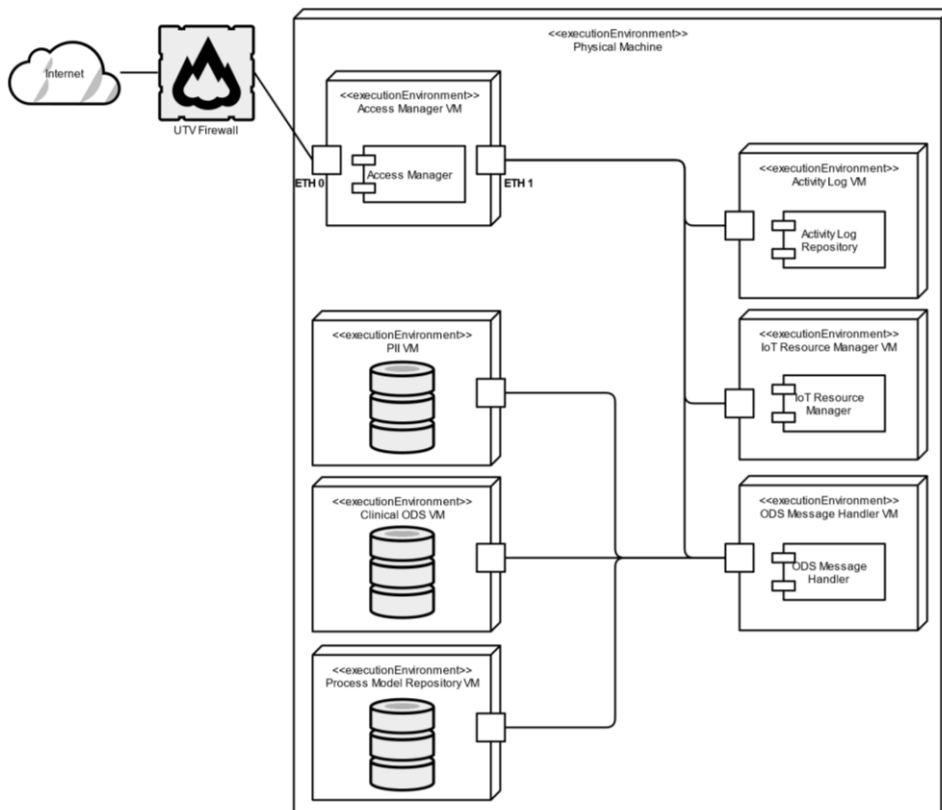 <<executionEnvironment>>
Physical Machine
Internet
UTV Firewall
<<executionEnvironment>>
Access Manager VM
Access Manager
ETH 0
ETH 1
<<executionEnvironment>>
Activity Log VM
Activity Log
Repository
<<executionEnvironment>>
PII VM
<<executionEnvironment>>
IoT Resource Manager VM
IoT Resource
Manager
<<executionEnvironment>>
Clinical ODS VM
<<executionEnvironment>>
ODS Message Handler VM
ODS Message
Handler
<<executionEnvironment>>
Process Model Repository VM